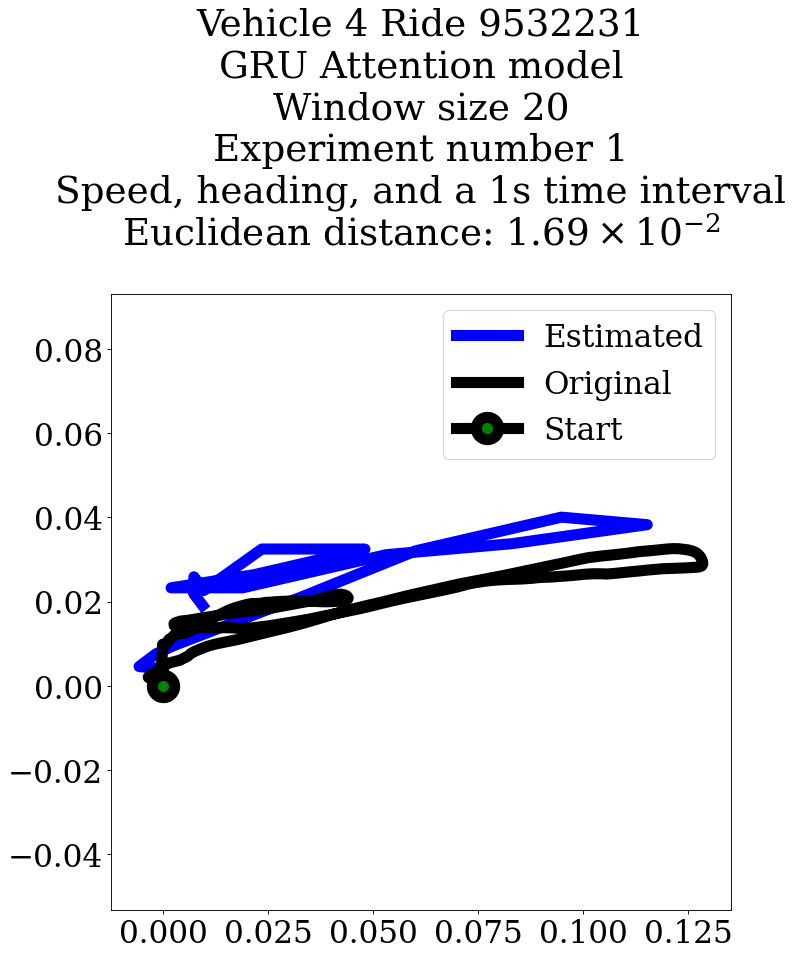 Vehicle 4 Ride 9532231
GRU Attention model
Window size 20
Experiment number 1
Speed, heading, and a 1s time interval
Euclidean distance: 1.69 × 10⁻²
Estimated
Original
Start
0.08
0.06
0.04
0.02
0.00
−0.02
−0.04
0.000 0.025 0.050 0.075 0.100 0.125